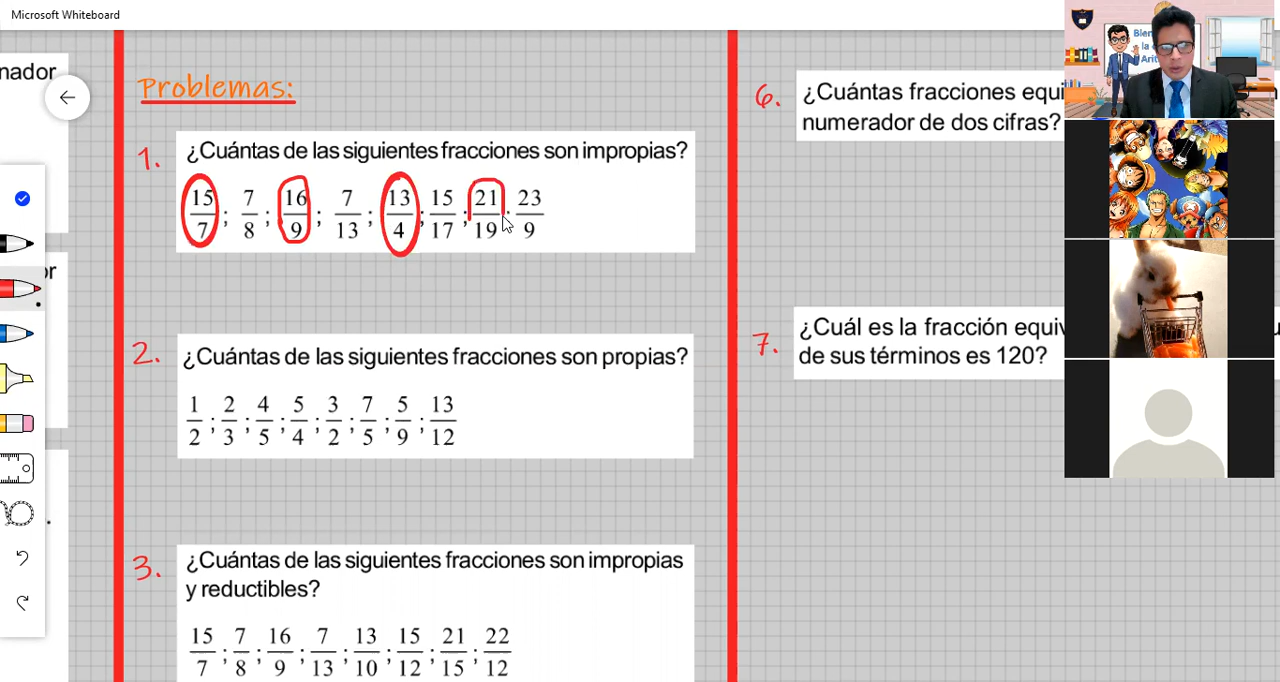 Microsoft Whiteboard
nador
or
Problemas:
1. ¿Cuántas de las siguientes fracciones son impropias?
15/7 ; 7/8 ; 16/9 ; 7/13 ; 13/4 ; 15/17 ; 21/19 ; 23/9
2. ¿Cuántas de las siguientes fracciones son propias?
1/2 ; 2/3 ; 4/5 ; 5/4 ; 3/2 ; 7/5 ; 5/9 ; 13/12
3. ¿Cuántas de las siguientes fracciones son impropias
y reductibles?
15/7 ; 7/8 ; 16/9 ; 7/13 ; 13/10 ; 15/12 ; 21/15 ; 22/12
6. ¿Cuántas fracciones equi
numerador de dos cifras?
7. ¿Cuál es la fracción equiv
de sus términos es 120?
Bien
la
Arit